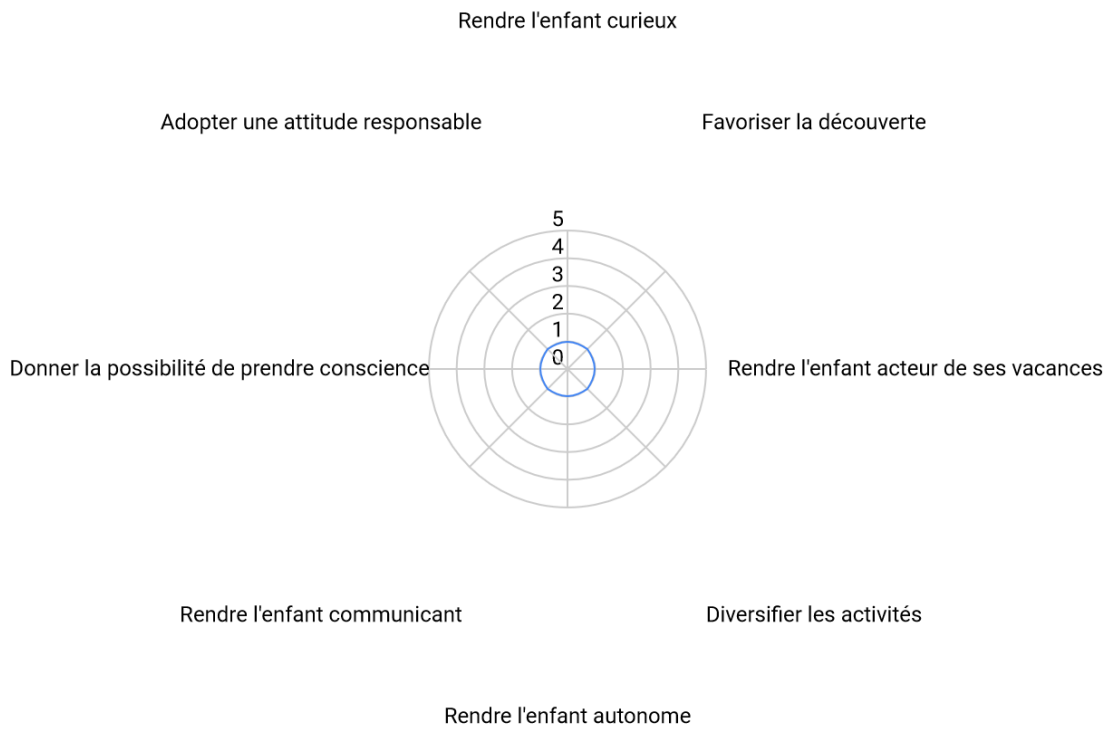 Rendre l'enfant curieux
Adopter une attitude responsable
Favoriser la découverte
5
4
3
2
1
0
Donner la possibilité de prendre conscience
Rendre l'enfant acteur de ses vacances
Rendre l'enfant communicant
Diversifier les activités
Rendre l'enfant autonome